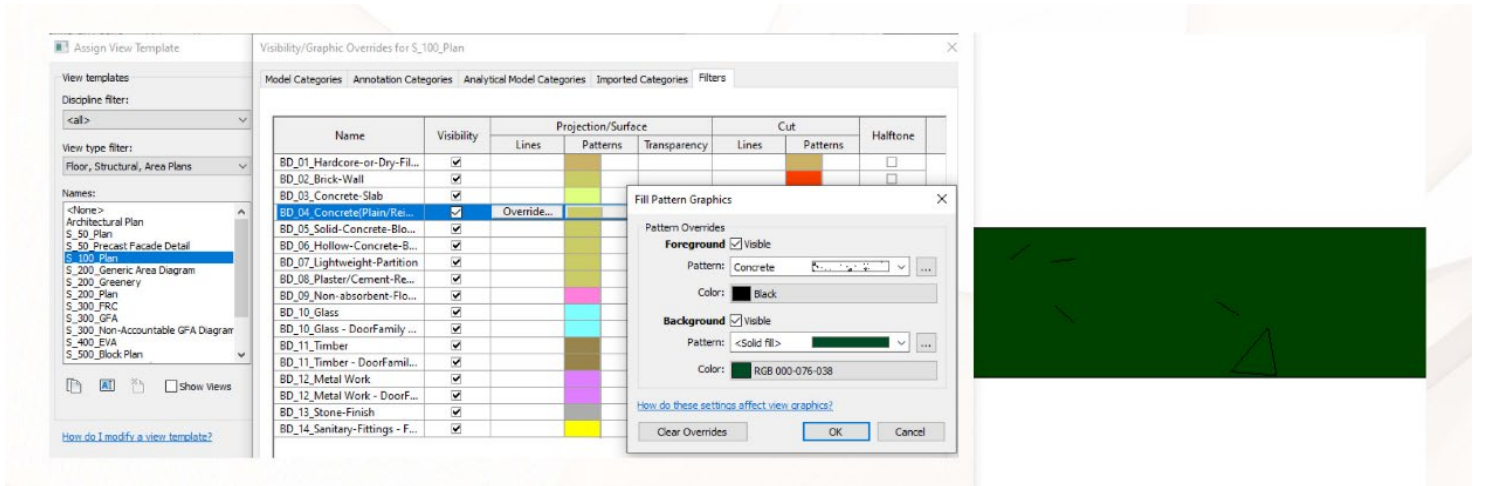 Assign View Template
View templates
Discipline filter:
<all>
View type filter:
Floor, Structural, Area Plans
Names:
<None>
Architectural Plan
S_50_Plan
S_50_Precast Facade Detail
S_100_Plan
S_200_Generic Area Diagram
S_200_Greenery
S_200_Plan
S_300_FRC
S_300_GFA
S_300_Non-Accountable GFA Diagram
S_400_EVA
S_500_Block Plan
Show Views
How do I modify a view template?
Visibility/Graphic Overrides for S_100_Plan
Model Categories Annotation Categories Analytical Model Categories Imported Categories Filters
Name Visibility Projection/Surface Cut Halftone
Lines Patterns Transparency Lines Patterns
BD_01_Hardcore-or-Dry-Fil...
BD_02_Brick-Wall
BD_03_Concrete-Slab
BD_04_Concrete(Plain/Rei... Override...
BD_05_Solid-Concrete-Blo...
BD_06_Hollow-Concrete-B...
BD_07_Lightweight-Partition
BD_08_Plaster/Cement-Re...
BD_09_Non-absorbent-Flo...
BD_10_Glass
BD_10_Glass - DoorFamily ...
BD_11_Timber
BD_11_Timber - DoorFamil...
BD_12_Metal Work
BD_12_Metal Work - DoorF...
BD_13_Stone-Finish
BD_14_Sanitary-Fittings - F...
Fill Pattern Graphics
Pattern Overrides
Foreground Visible
Pattern: Concrete ...
Color: Black
Background Visible
Pattern: <Solid fill> ...
Color: RGB 000-076-038
How do these settings affect view graphics?
Clear Overrides OK Cancel